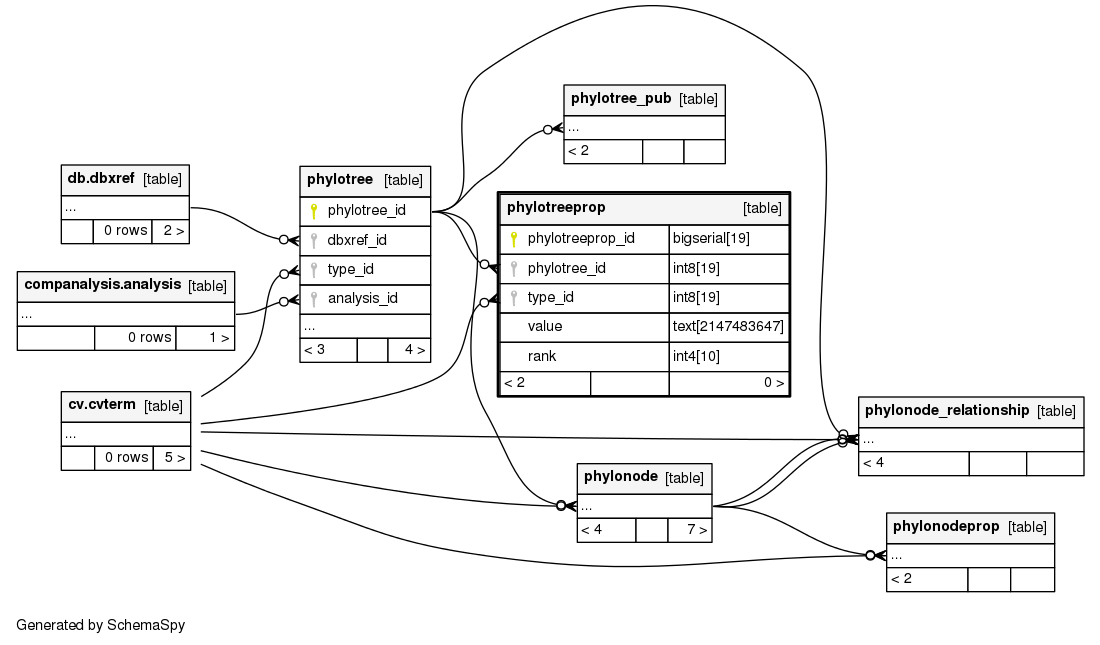 phylotree_pub [table]
...
< 2
db.dbxref [table]
...
0 rows 2 >
phylotree [table]
phylotree_id
dbxref_id
type_id
analysis_id
...
< 3 4 >
phylotreeprop [table]
phylotreeprop_id bigserial[19]
phylotree_id int8[19]
type_id int8[19]
value text[2147483647]
rank int4[10]
< 2 0 >
companalysis.analysis [table]
...
0 rows 1 >
cv.cvterm [table]
...
0 rows 5 >
phylonode_relationship [table]
...
< 4
phylonode [table]
...
< 4 7 >
phylonodeprop [table]
...
< 2
Generated by SchemaSpy